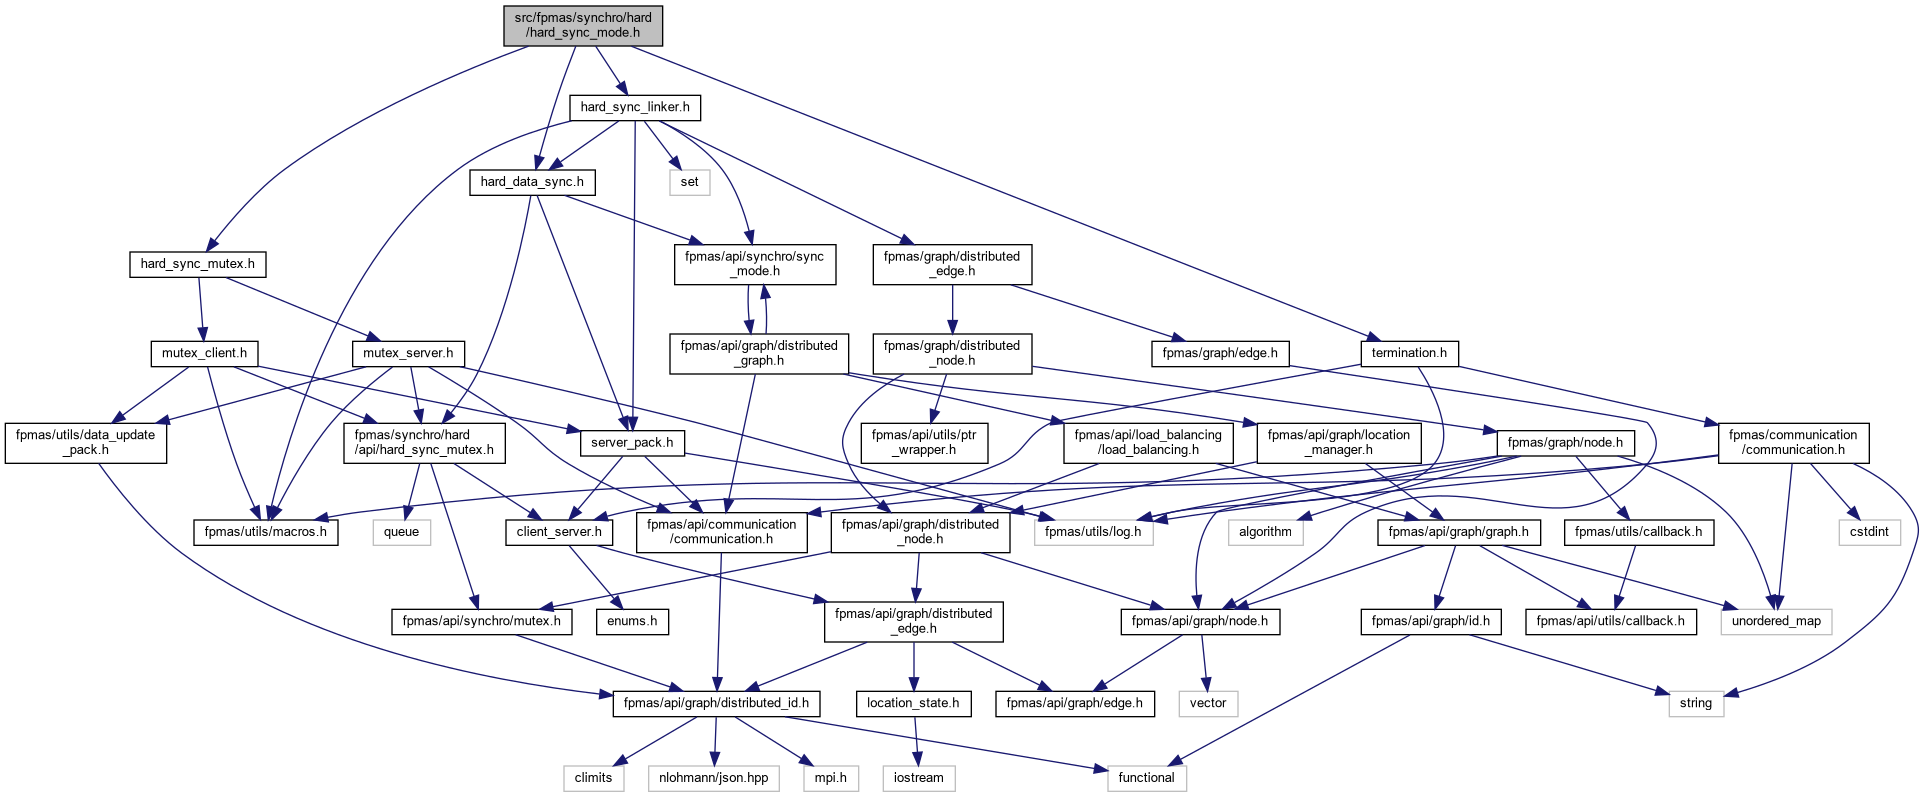 src/fpmas/synchro/hard
/hard_sync_mode.h
hard_sync_linker.h
hard_data_sync.h
set
hard_sync_mutex.h
fpmas/api/synchro/sync
_mode.h
fpmas/graph/distributed
_edge.h
mutex_client.h
mutex_server.h
fpmas/api/graph/distributed
_graph.h
fpmas/graph/distributed
_node.h
fpmas/graph/edge.h
termination.h
fpmas/utils/data_update
_pack.h
fpmas/synchro/hard
/api/hard_sync_mutex.h
server_pack.h
fpmas/api/utils/ptr
_wrapper.h
fpmas/api/load_balancing
/load_balancing.h
fpmas/api/graph/location
_manager.h
fpmas/graph/node.h
fpmas/communication
/communication.h
fpmas/utils/macros.h
queue
client_server.h
fpmas/api/communication
/communication.h
fpmas/api/graph/distributed
_node.h
fpmas/utils/log.h
algorithm
fpmas/api/graph/graph.h
fpmas/utils/callback.h
cstdint
fpmas/api/synchro/mutex.h
enums.h
fpmas/api/graph/distributed
_edge.h
fpmas/api/graph/node.h
fpmas/api/graph/id.h
fpmas/api/utils/callback.h
unordered_map
fpmas/api/graph/distributed_id.h
location_state.h
fpmas/api/graph/edge.h
vector
string
climits
nlohmann/json.hpp
mpi.h
iostream
functional